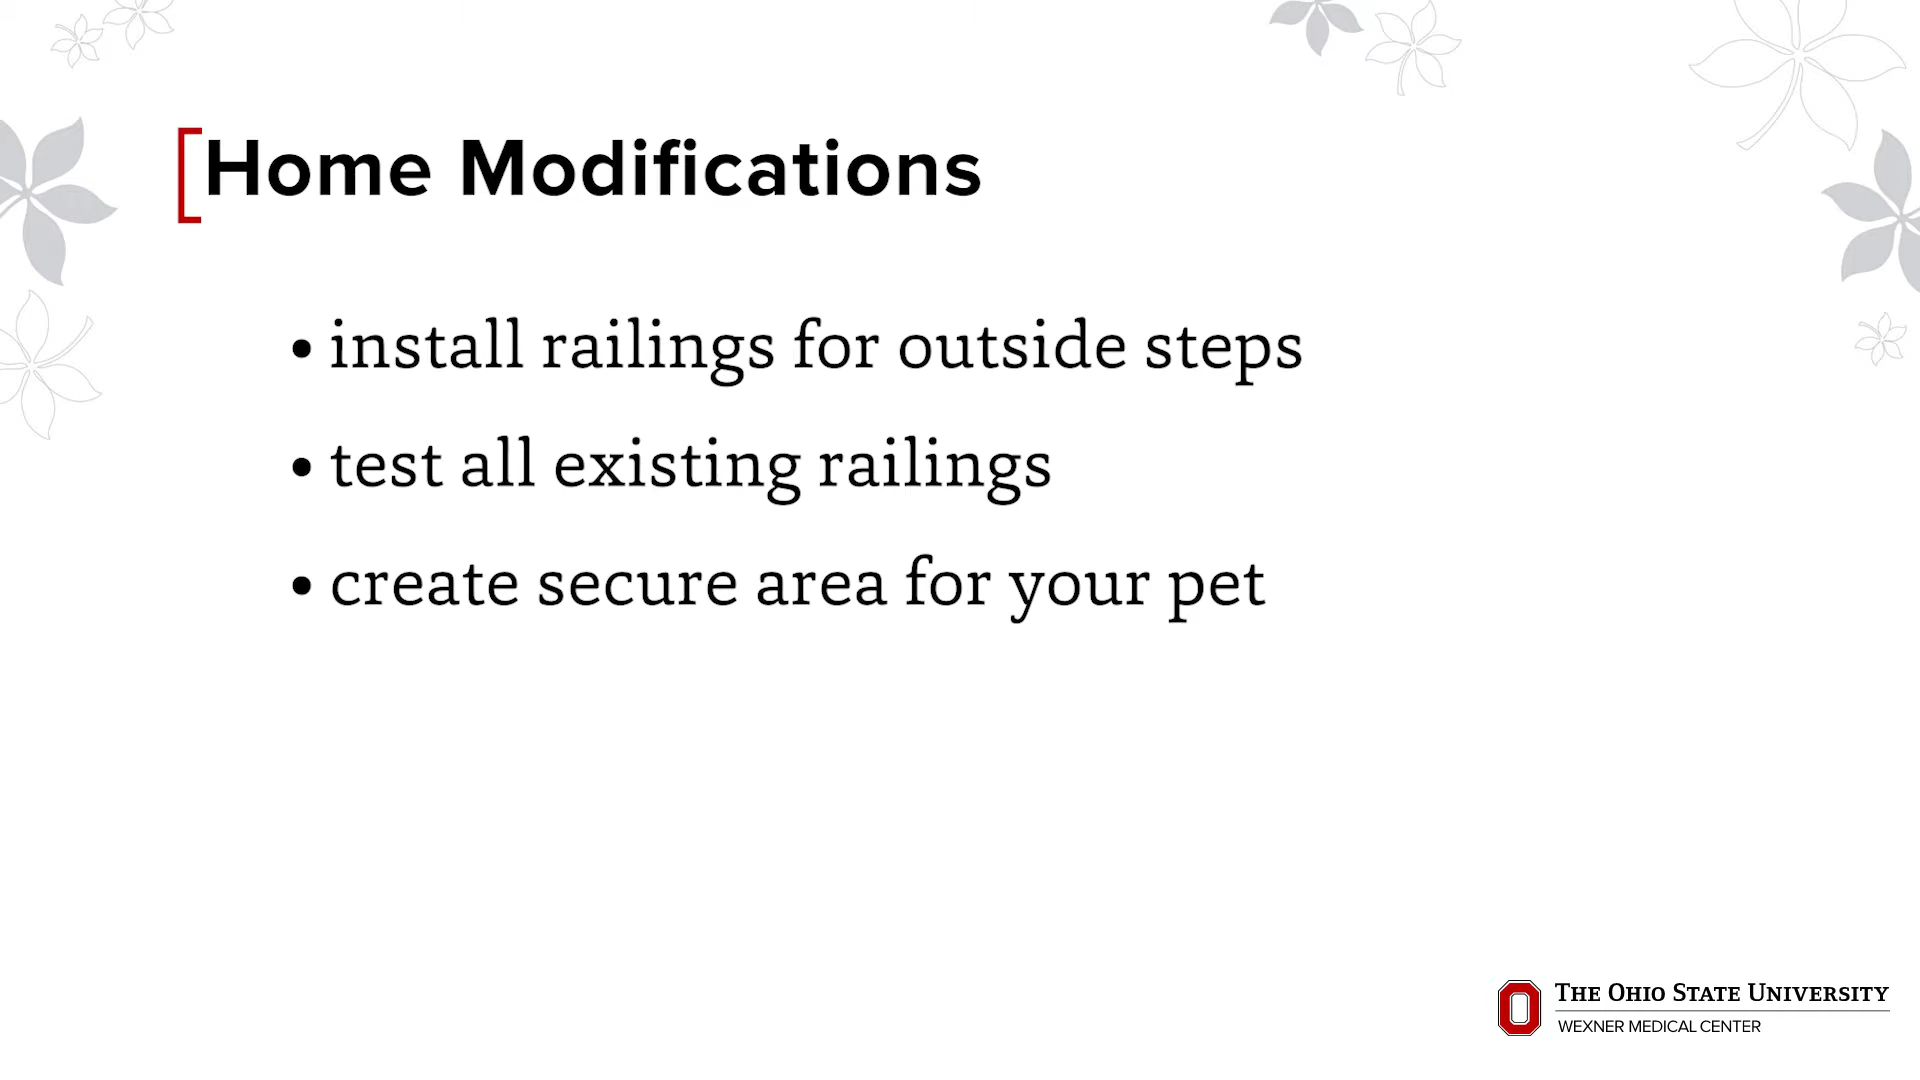 Home Modifications
• install railings for outside steps
• test all existing railings
• create secure area for your pet
THE OHIO STATE UNIVERSITY
WEXNER MEDICAL CENTER